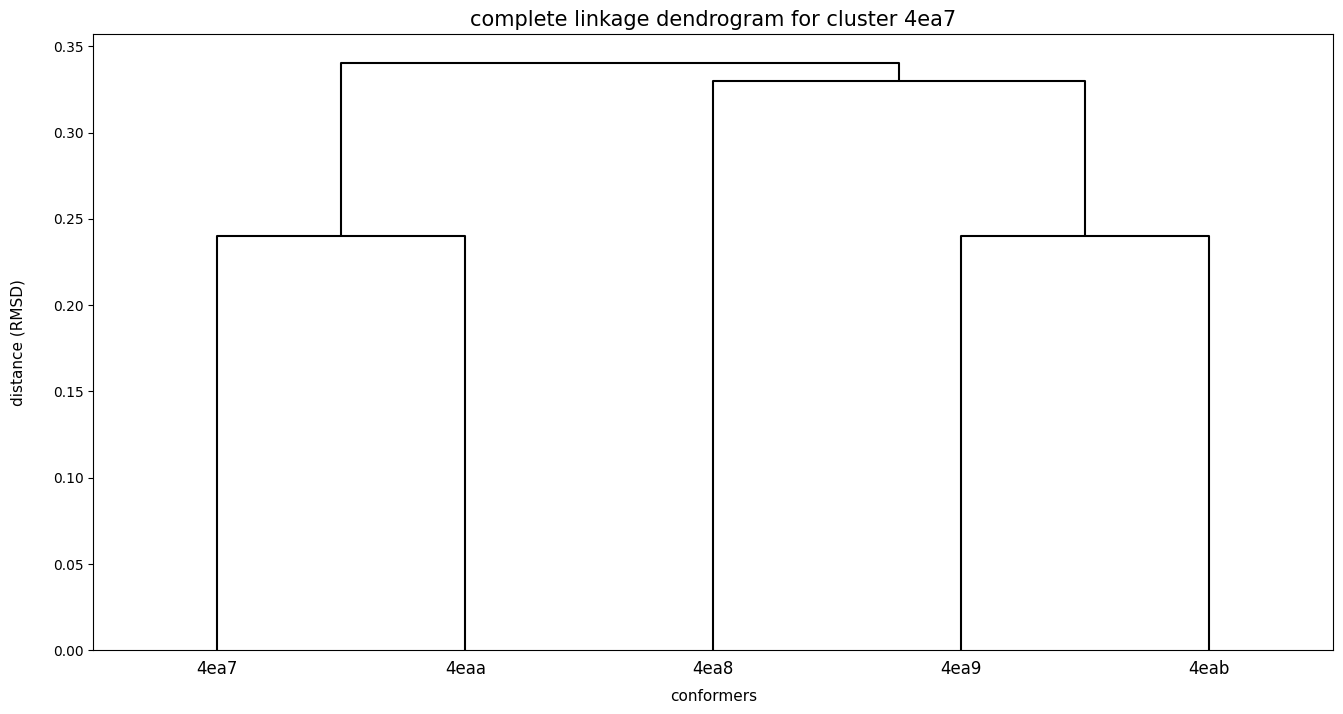 complete linkage dendrogram for cluster 4ea7
0.35
0.30
0.25
0.20
0.15
0.10
0.05
0.00
distance (RMSD)
4ea7 4eaa 4ea8 4ea9 4eab
conformers